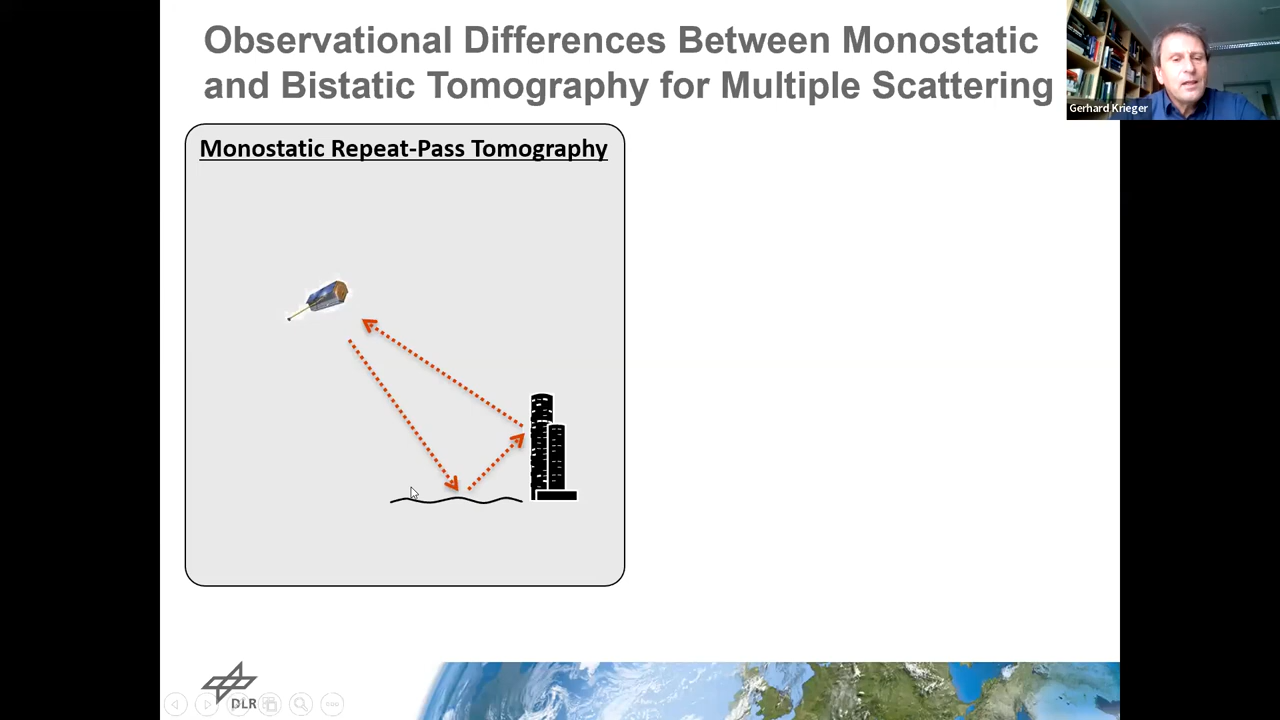 Observational Differences Between Monostatic
and Bistatic Tomography for Multiple Scattering
Gerhard Krieger
Monostatic Repeat-Pass Tomography
DLR